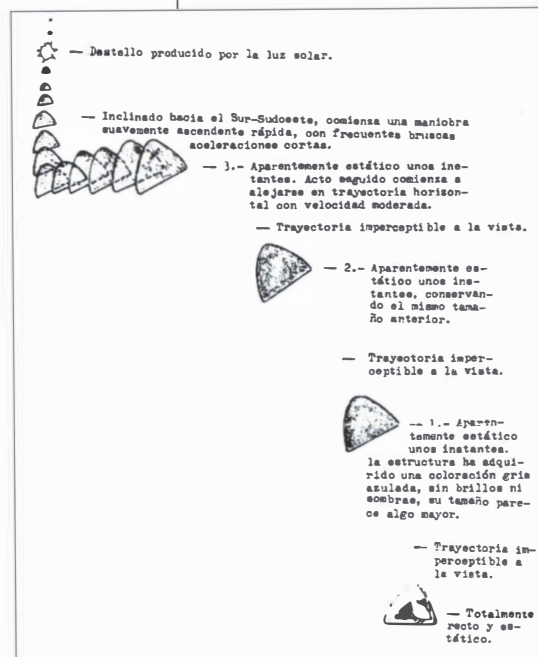 — Destello producido por la luz solar.
— Inclinado hacia el Sur-Sudoeste, comienza una maniobra
suavemente ascendente rápida, con frecuentes bruscas
aceleraciones cortas.
— 3.- Aparentemente estático unos ins-
tantes. Acto seguido comienza a
alejarse en trayectoria horison-
tal con velocidad moderada.
— Trayectoria imperceptible a la vista.
— 2.- Aparentemente es-
tático unos ins-
tantes, conservan-
do el mismo tama-
ño anterior.
— Trayectoria imper-
ceptible a la vista.
-- 1.- Aparen-
temente estático
unos instantes.
la estructura ha adqui-
rido una coloración gris
azulada, sin brillos ni
sombras, su tamaño pare-
ce algo mayor.
— Trayectoria im-
perceptible a
la vista.
— Totalmente
recto y es-
tático.